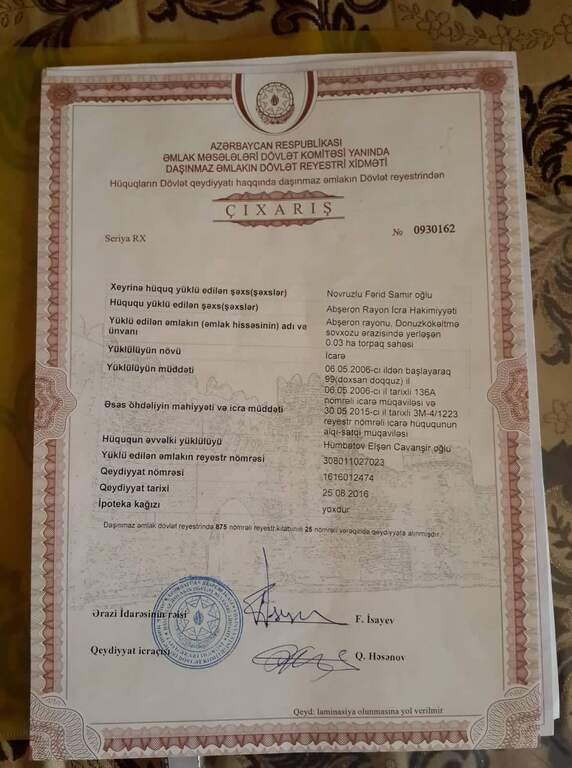 AZƏRBAYCAN RESPUBLİKASI
ƏMLAK MƏSƏLƏLƏRİ DÖVLƏT KOMİTƏSİ YANINDA
DAŞINMAZ ƏMLAKIN DÖVLƏT REYESTRİ XİDMƏTİ
Hüquqların Dövlət qeydiyyatı haqqında daşınmaz əmlakın Dövlət reyestrindən
ÇIXARIŞ
Seriya RX № 0930162
Xeyrinə hüquq yüklü edilən şəxs(şəxslər) Novruzlu Fərid Samir oğlu
Hüququ yüklü edilən şəxs(şəxslər) Abşeron Rayon İcra Hakimiyyəti
Yüklü edilən əmlakın (əmlak hissəsinin) adı və ünvanı Abşeron rayonu, Donuzkökəltmə
sovxozu ərazisində yerləşən
0.03 ha torpaq sahəsi
Yüklülüyün növü İcarə
Yüklülüyün müddəti 06.05 2006-cı ildən başlayaraq
99(doxsan doqquz) il
Əsas öhdəliyin mahiyyəti və icra müddəti 06.05 2006-cı il tarixli 136A
nömrəli icarə müqaviləsi və
30.05 2015-ci il tarixli 3M-4/1223
reyestr nömrəli icarə hüququnun
alqı-satqı müqaviləsi
Hüququn əvvəlki yüklülüyü Hümbətov Elşən Cavanşir oğlu
Yüklü edilən əmlakın reyestr nömrəsi 308011027023
Qeydiyyat nömrəsi 1616012474
Qeydiyyat tarixi 25.08.2016
İpoteka kağızı yoxdur
Daşınmaz əmlak dövlət reyestrində 875 nömrəli reyestr kitabının 25 nömrəli vərəqində qeydiyyata alınmışdır.
Ərazi İdarəsinin rəisi F. İsayev
Qeydiyyat icraçısı Q. Həsənov
Qeyd: laminasiya olunmasına yol verilmir